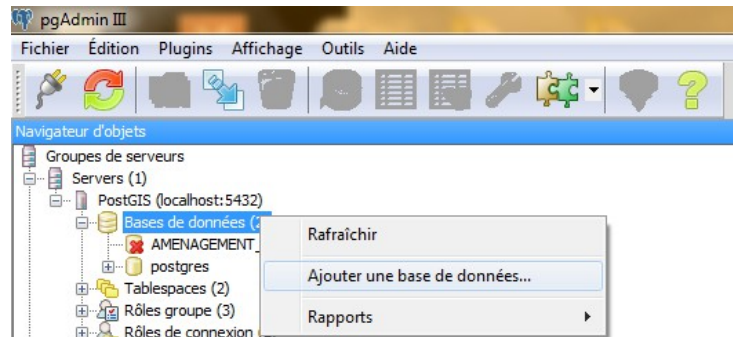 pgAdmin III
Fichier Édition Plugins Affichage Outils Aide
Navigateur d'objets
Groupes de serveurs
Servers (1)
PostGIS (localhost:5432)
Bases de données (2
AMENAGEMENT_
postgres
Tablespaces (2)
Rôles groupe (3)
Rôles de connexion
Rafraîchir
Ajouter une base de données...
Rapports